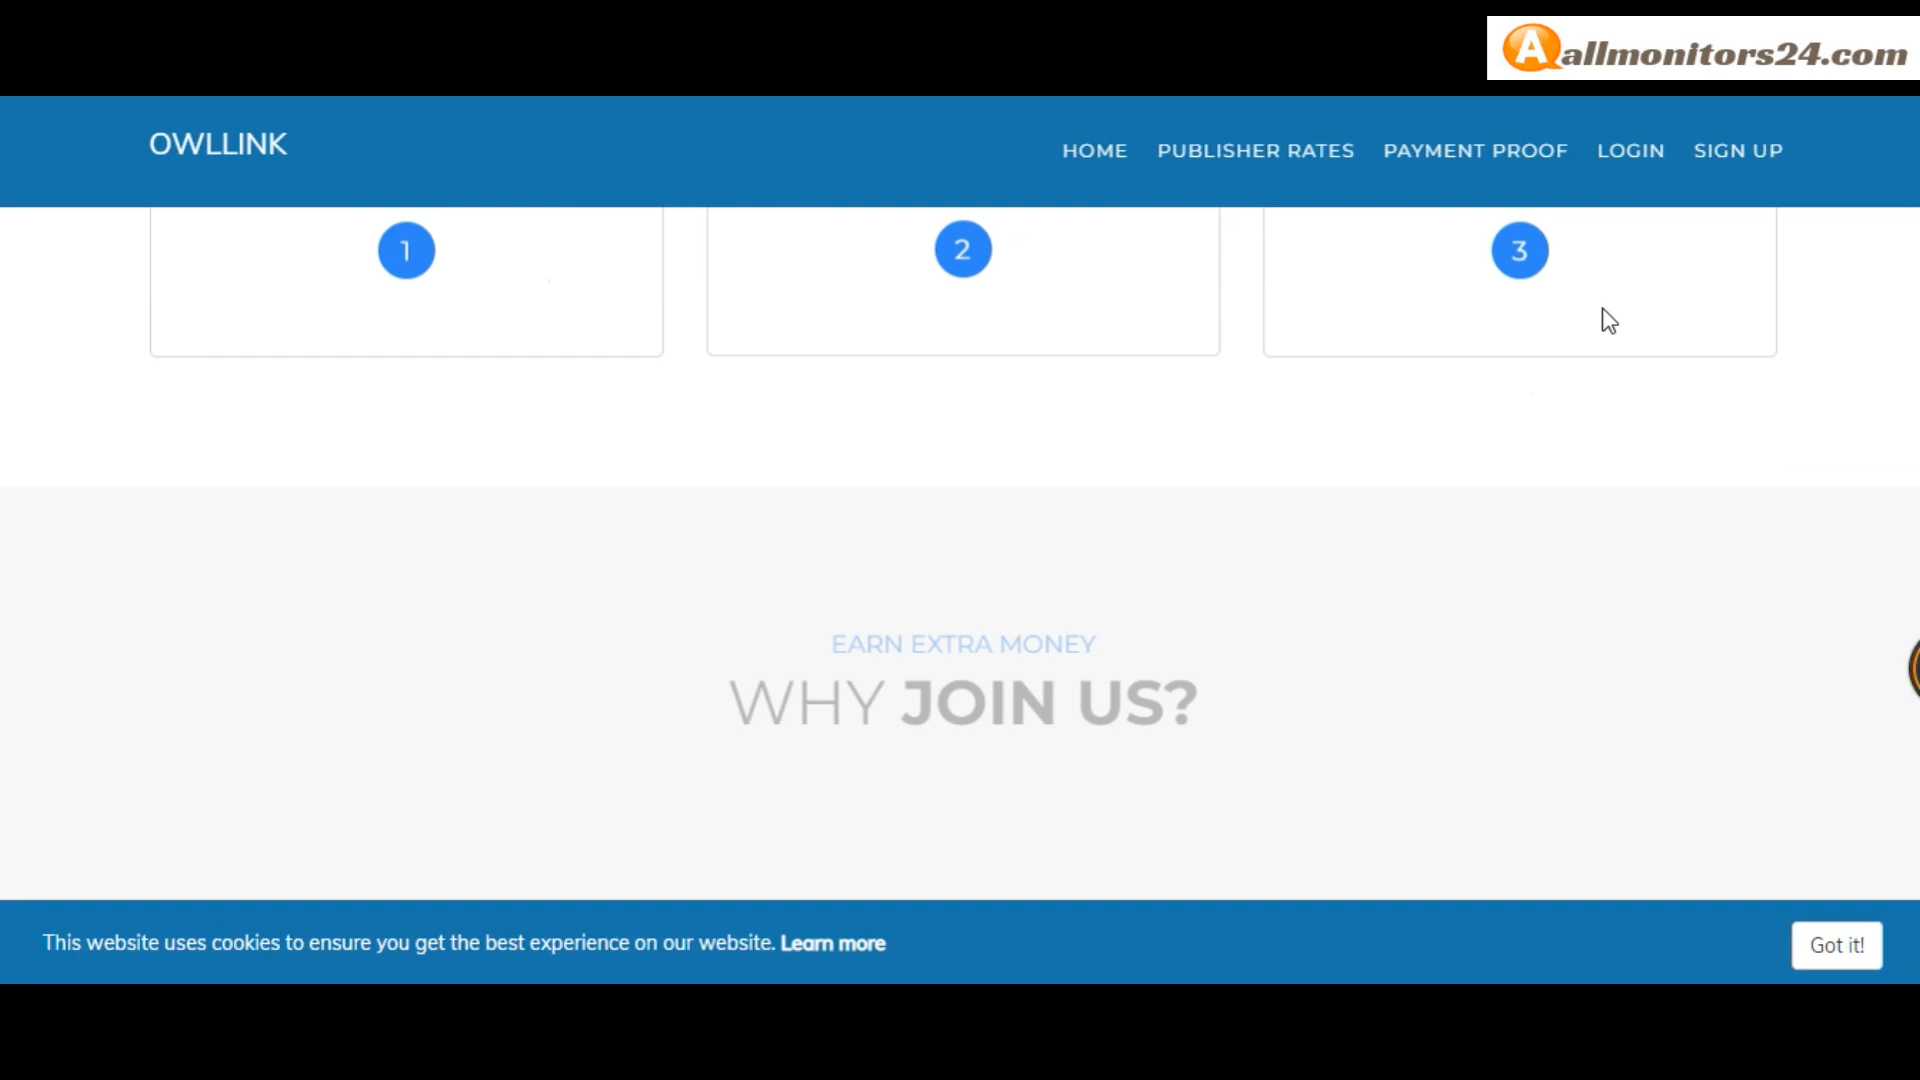 Aallmonitors24.com
OWLLINK
HOME PUBLISHER RATES PAYMENT PROOF LOGIN SIGN UP
1 2 3
EARN EXTRA MONEY
WHY JOIN US?
This website uses cookies to ensure you get the best experience on our website. Learn more
Got it!